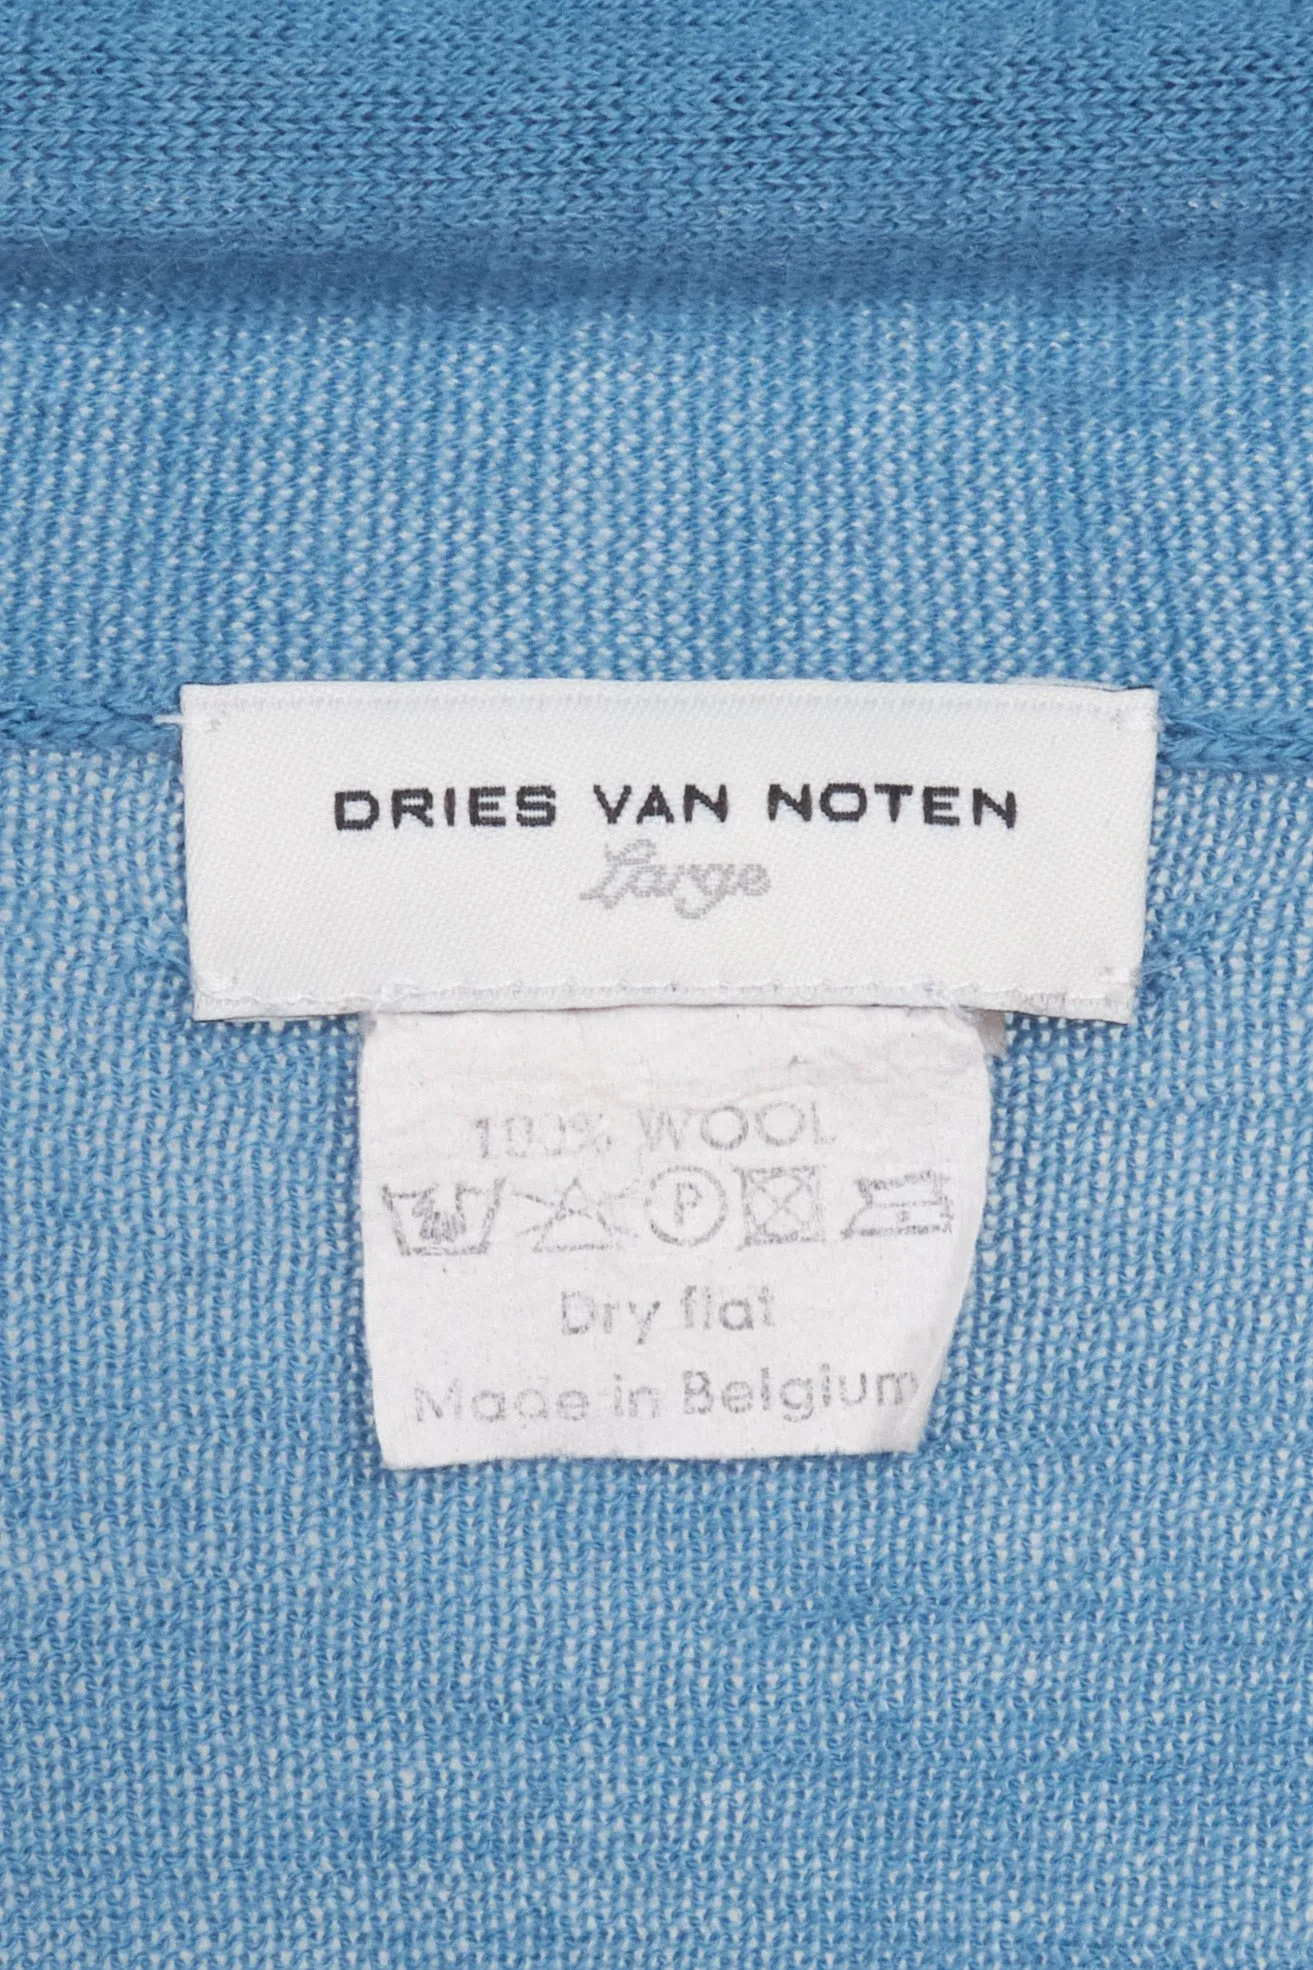 DRIES VAN NOTEN
Large
100% WOOL
P
Dry flat
Made in Belgium